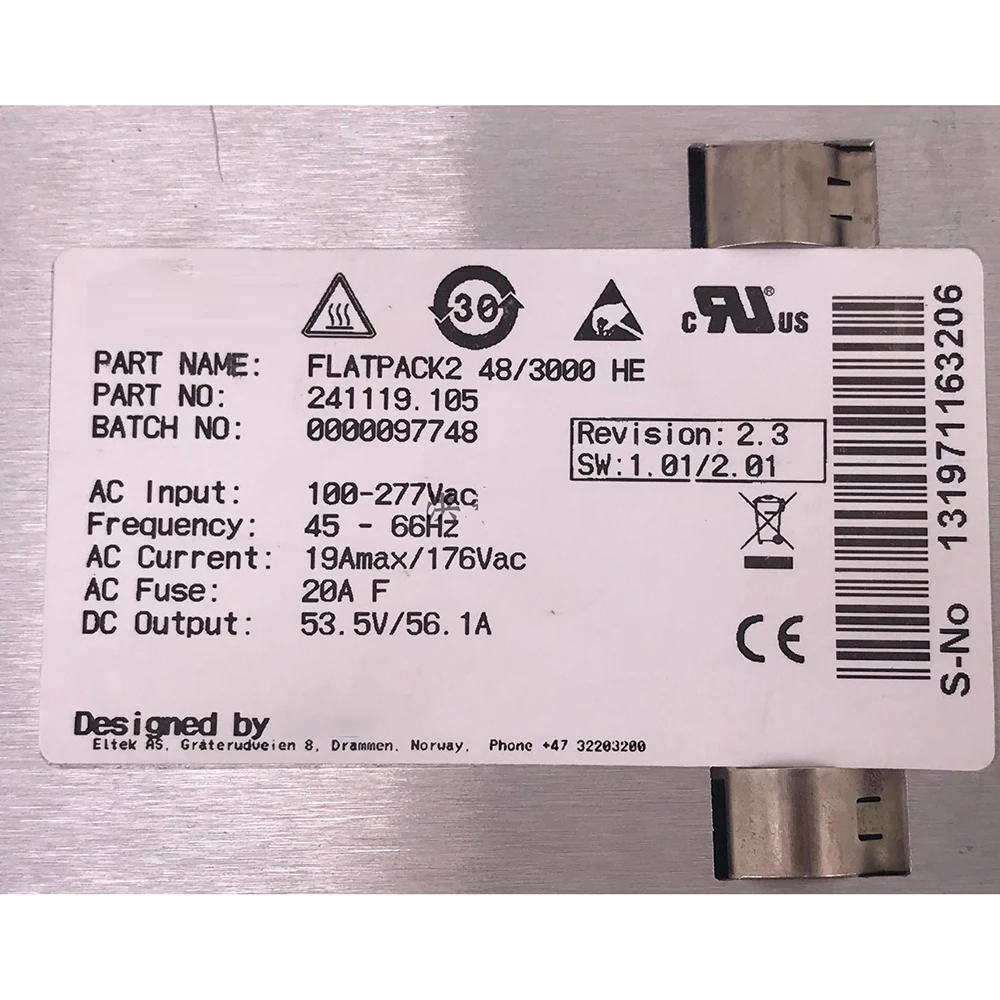 30
c RU ® US
PART NAME: FLATPACK2 48/3000 HE
PART NO: 241119.105
BATCH NO: 0000097748
Revision: 2.3
SW:1.01/2.01
AC Input: 100-277Vac
Frequency: 45 - 66Hz
AC Current: 19Amax/176Vac
AC Fuse: 20A F
DC Output: 53.5V/56.1A
CE
S-No 131971163206
Designed by
Eltek AS, Gråterudveien 8, Drammen, Norway, Phone +47 32203200